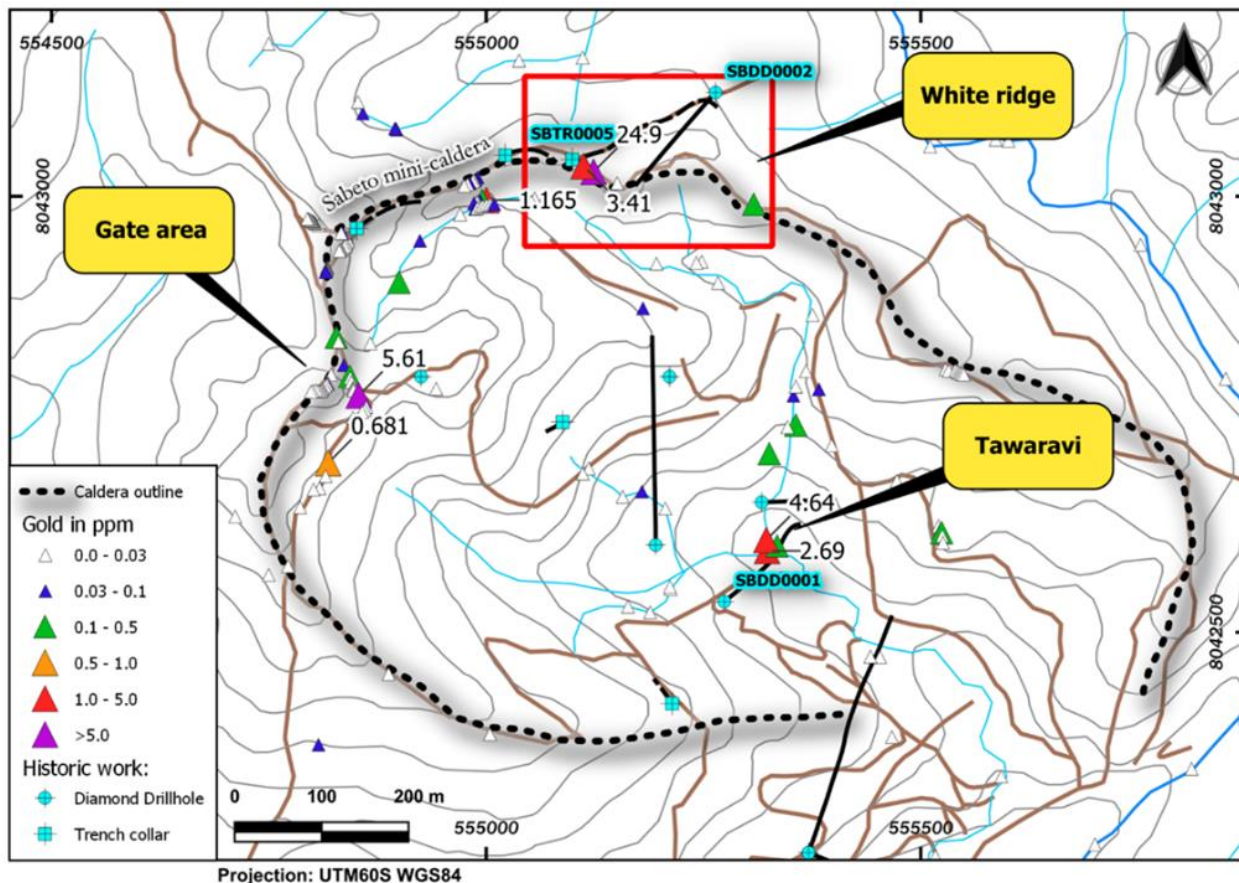 554500
555000
555500
SBDD0002
White ridge
SBTR0005
24.9
Sabeto mini-caldera
8043000
8043000
1.165
3.41
Gate area
5.61
0.681
Tawaravi
4.64
2.69
SBDD0001
8042500
Caldera outline
Gold in ppm
0.0 - 0.03
0.03 - 0.1
0.1 - 0.5
0.5 - 1.0
1.0 - 5.0
>5.0
Historic work:
Diamond Drillhole
Trench collar
0 100 200 m
555000
555500
Projection: UTM60S WGS84